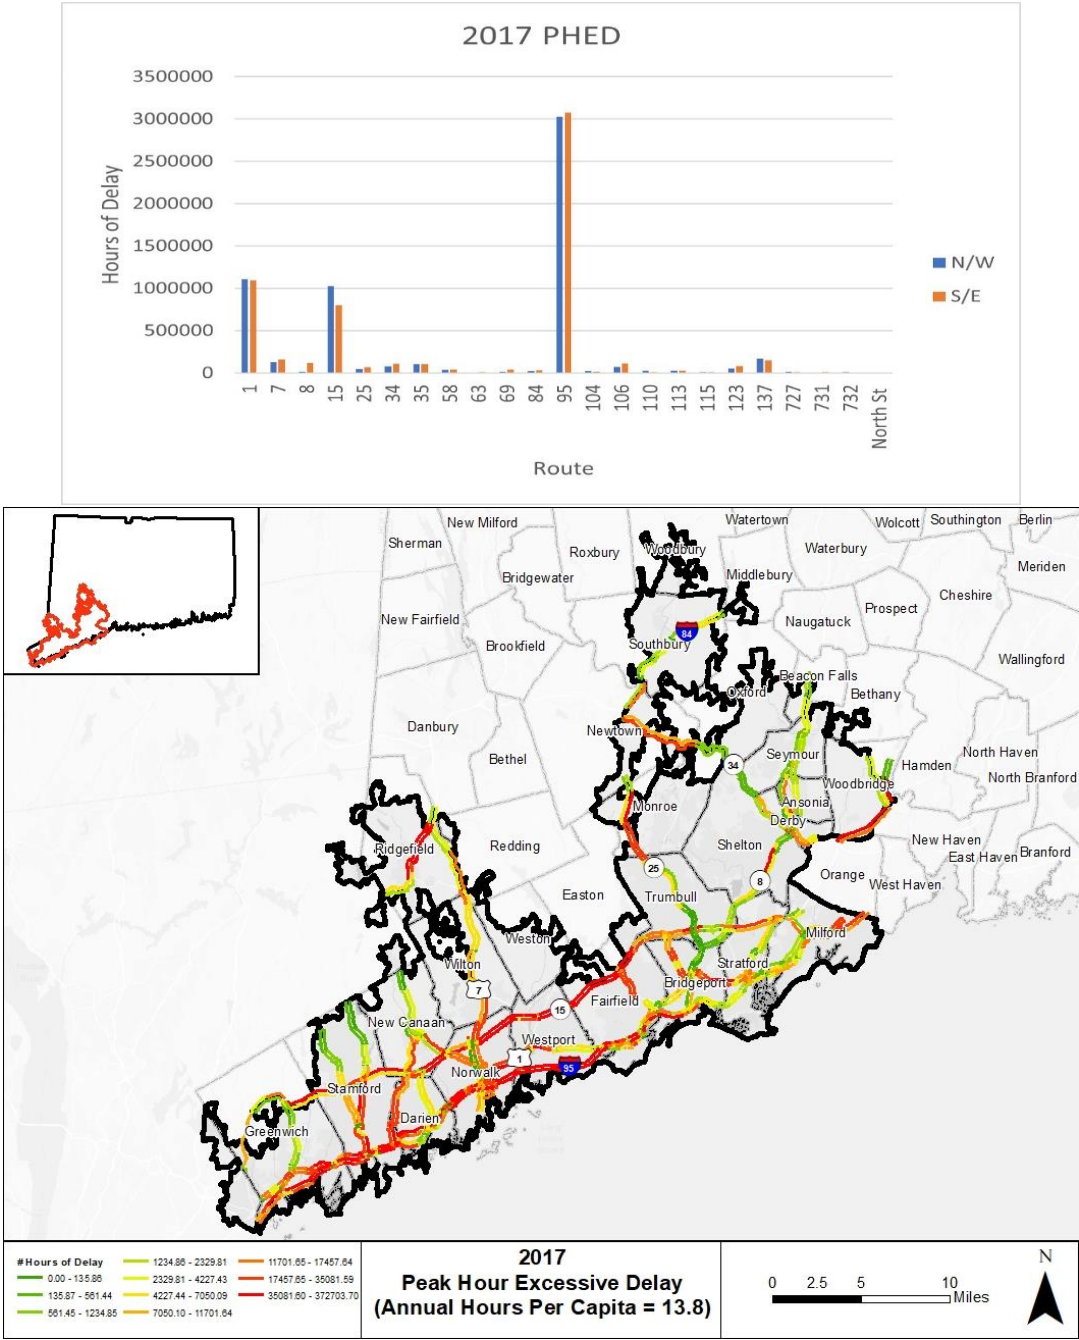 2017 PHED
3500000
3000000
2500000
2000000
1500000
1000000
500000
0
Hours of Delay
1 7 8 15 25 34 35 58 63 69 84 95 104 106 110 113 115 123 137 727 731 732 North St
Route
N/W
S/E
New Milford
Watertown
Wolcott
Southington
Berlin
Sherman
Roxbury
Woodbury
Waterbury
Meriden
Bridgewater
Middlebury
Cheshire
Prospect
New Fairfield
Naugatuck
84
Brookfield
Southbury
Wallingford
Beacon Falls
Oxford
Bethany
Danbury
Newtown
North Haven
Bethel
34
Seymour
Hamden
North Branford
Woodbridge
Monroe
Ansonia
Derby
Ridgefield
Redding
Shelton
New Haven
East Haven
Branford
25
8
Orange
West Haven
Easton
Trumbull
Weston
Milford
Wilton
Stratford
7
Bridgeport
Fairfield
15
New Canaan
Westport
1
95
Norwalk
Stamford
Darien
Greenwich
# Hours of Delay
0.00 - 135.86
135.87 - 561.44
561.45 - 1234.85
1234.86 - 2329.81
2329.81 - 4227.43
4227.44 - 7050.09
7050.10 - 11701.64
11701.65 - 17457.64
17457.65 - 35081.59
35081.60 - 372703.70
2017
Peak Hour Excessive Delay
(Annual Hours Per Capita = 13.8)
0 2.5 5 10
Miles
N